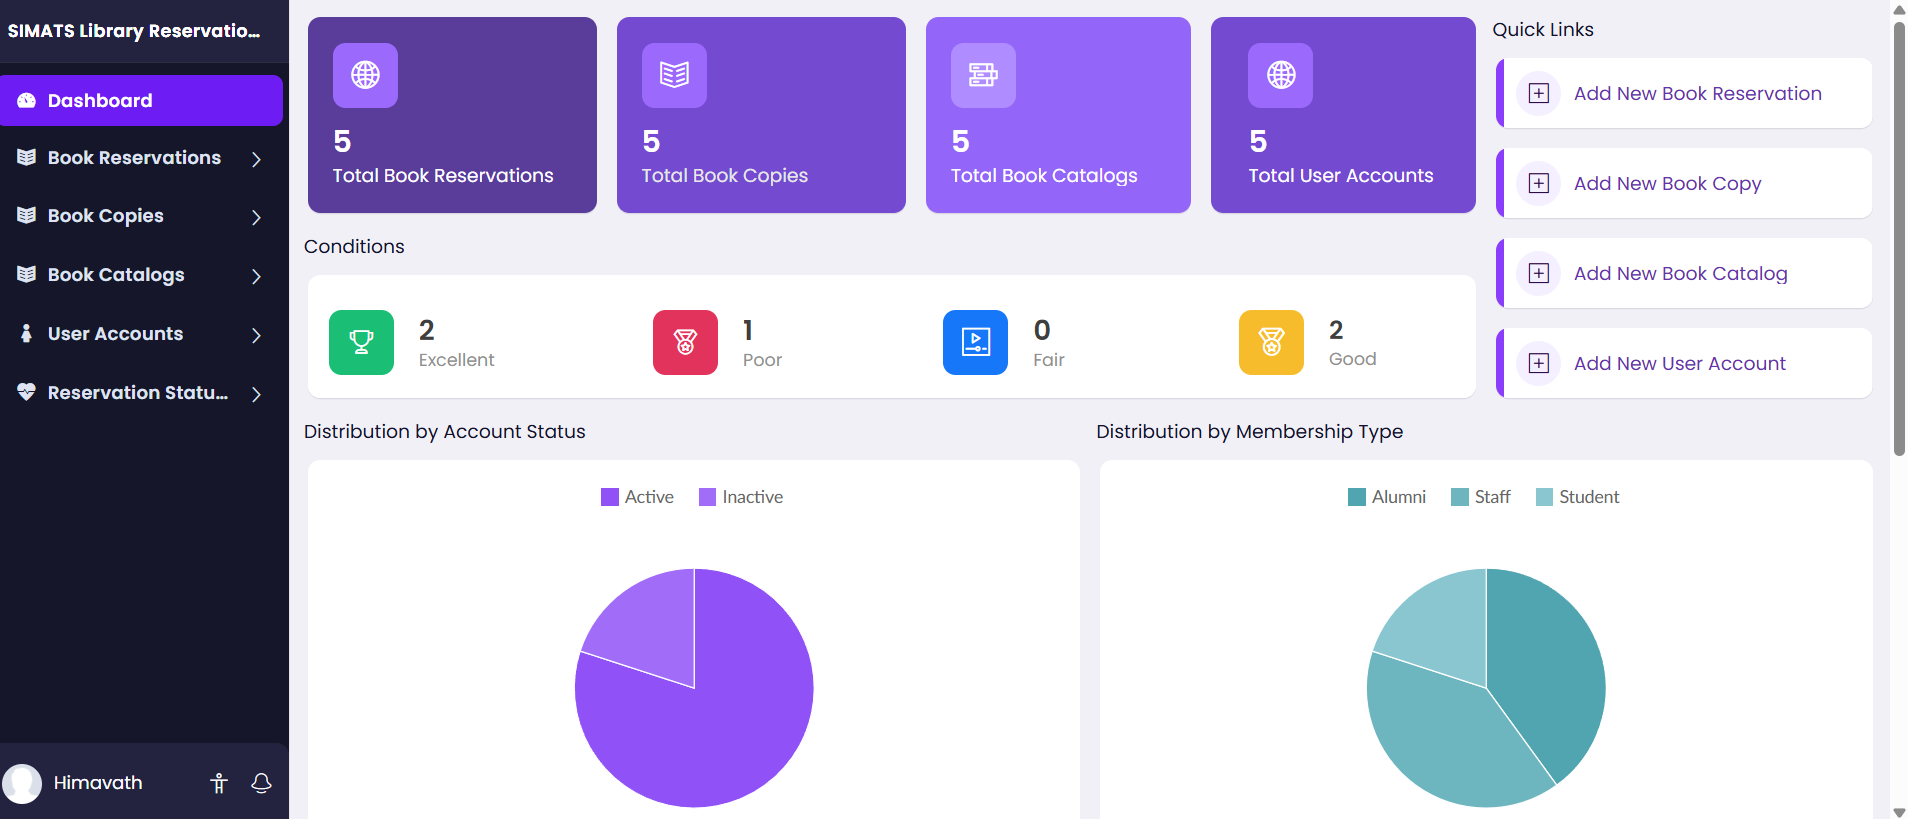 SIMATS Library Reservatio...
Dashboard
Book Reservations
Book Copies
Book Catalogs
User Accounts
Reservation Statu...
Himavath
5
Total Book Reservations
5
Total Book Copies
5
Total Book Catalogs
5
Total User Accounts
Conditions
2
Excellent
1
Poor
0
Fair
2
Good
Quick Links
Add New Book Reservation
Add New Book Copy
Add New Book Catalog
Add New User Account
Distribution by Account Status
Active Inactive
Distribution by Membership Type
Alumni Staff Student